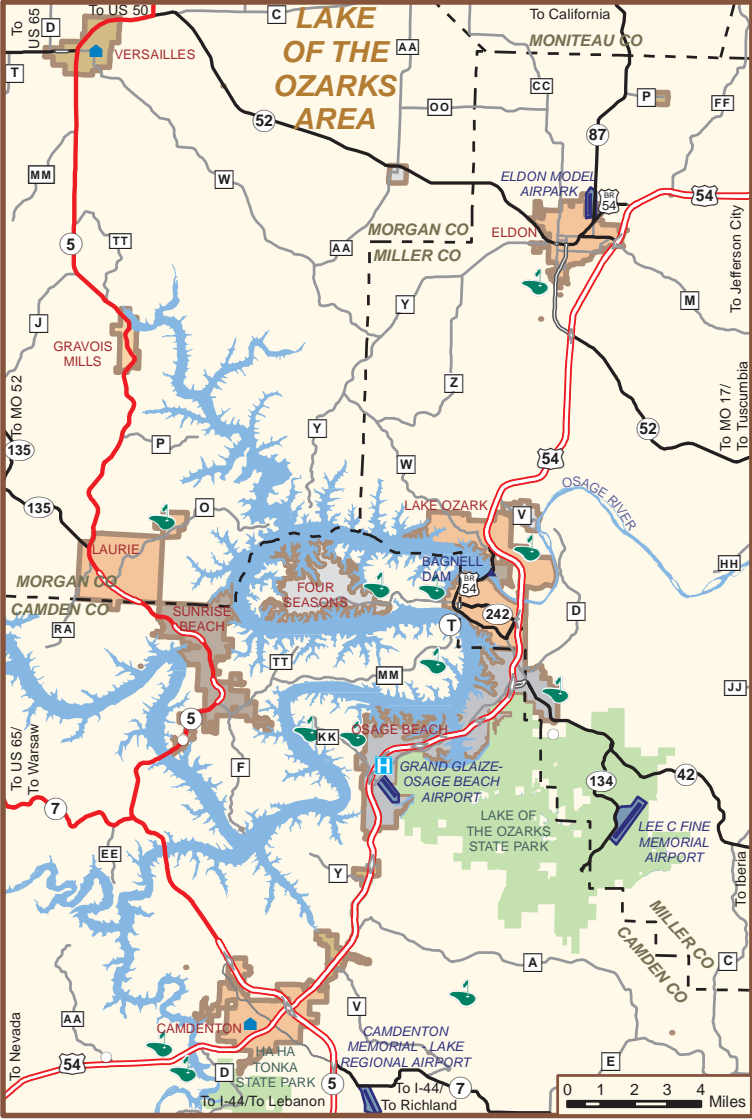 To US 50
To
US 65
D
C
LAKE
OF THE
OZARKS
AREA
To California
MONITEAU CO
VERSAILLES
AA
T
OO
CC
P
FF
52
87
MM
W
ELDON MODEL
AIRPARK
BR
54
54
5
TT
MORGAN CO
MILLER CO
AA
ELDON
To Jefferson City
Y
M
J
GRAVOIS
MILLS
Z
To MO 52
To MO 17/
To Tuscumbia
52
135
P
Y
W
54
135
O
LAKE OZARK
V
OSAGE RIVER
LAURIE
BAGNELL
DAM
BR
54
HH
MORGAN CO
CAMDEN CO
FOUR
SEASONS
SUNRISE
BEACH
242
D
T
RA
TT
MM
JJ
5
KK
OSAGE BEACH
To US 65/
To Warsaw
F
H
GRAND GLAIZE-
OSAGE BEACH
AIRPORT
134
42
7
LAKE OF
THE OZARKS
STATE PARK
LEE C FINE
MEMORIAL
AIRPORT
EE
Y
To Iberia
MILLER CO
CAMDEN CO
A
C
V
AA
CAMDENTON
CAMDENTON
MEMORIAL - LAKE
REGIONAL AIRPORT
To Nevada
54
HA HA
TONKA
STATE PARK
D
5
E
To I-44/To Lebanon
To I-44/
To Richland
7
0 1 2 3 4
Miles